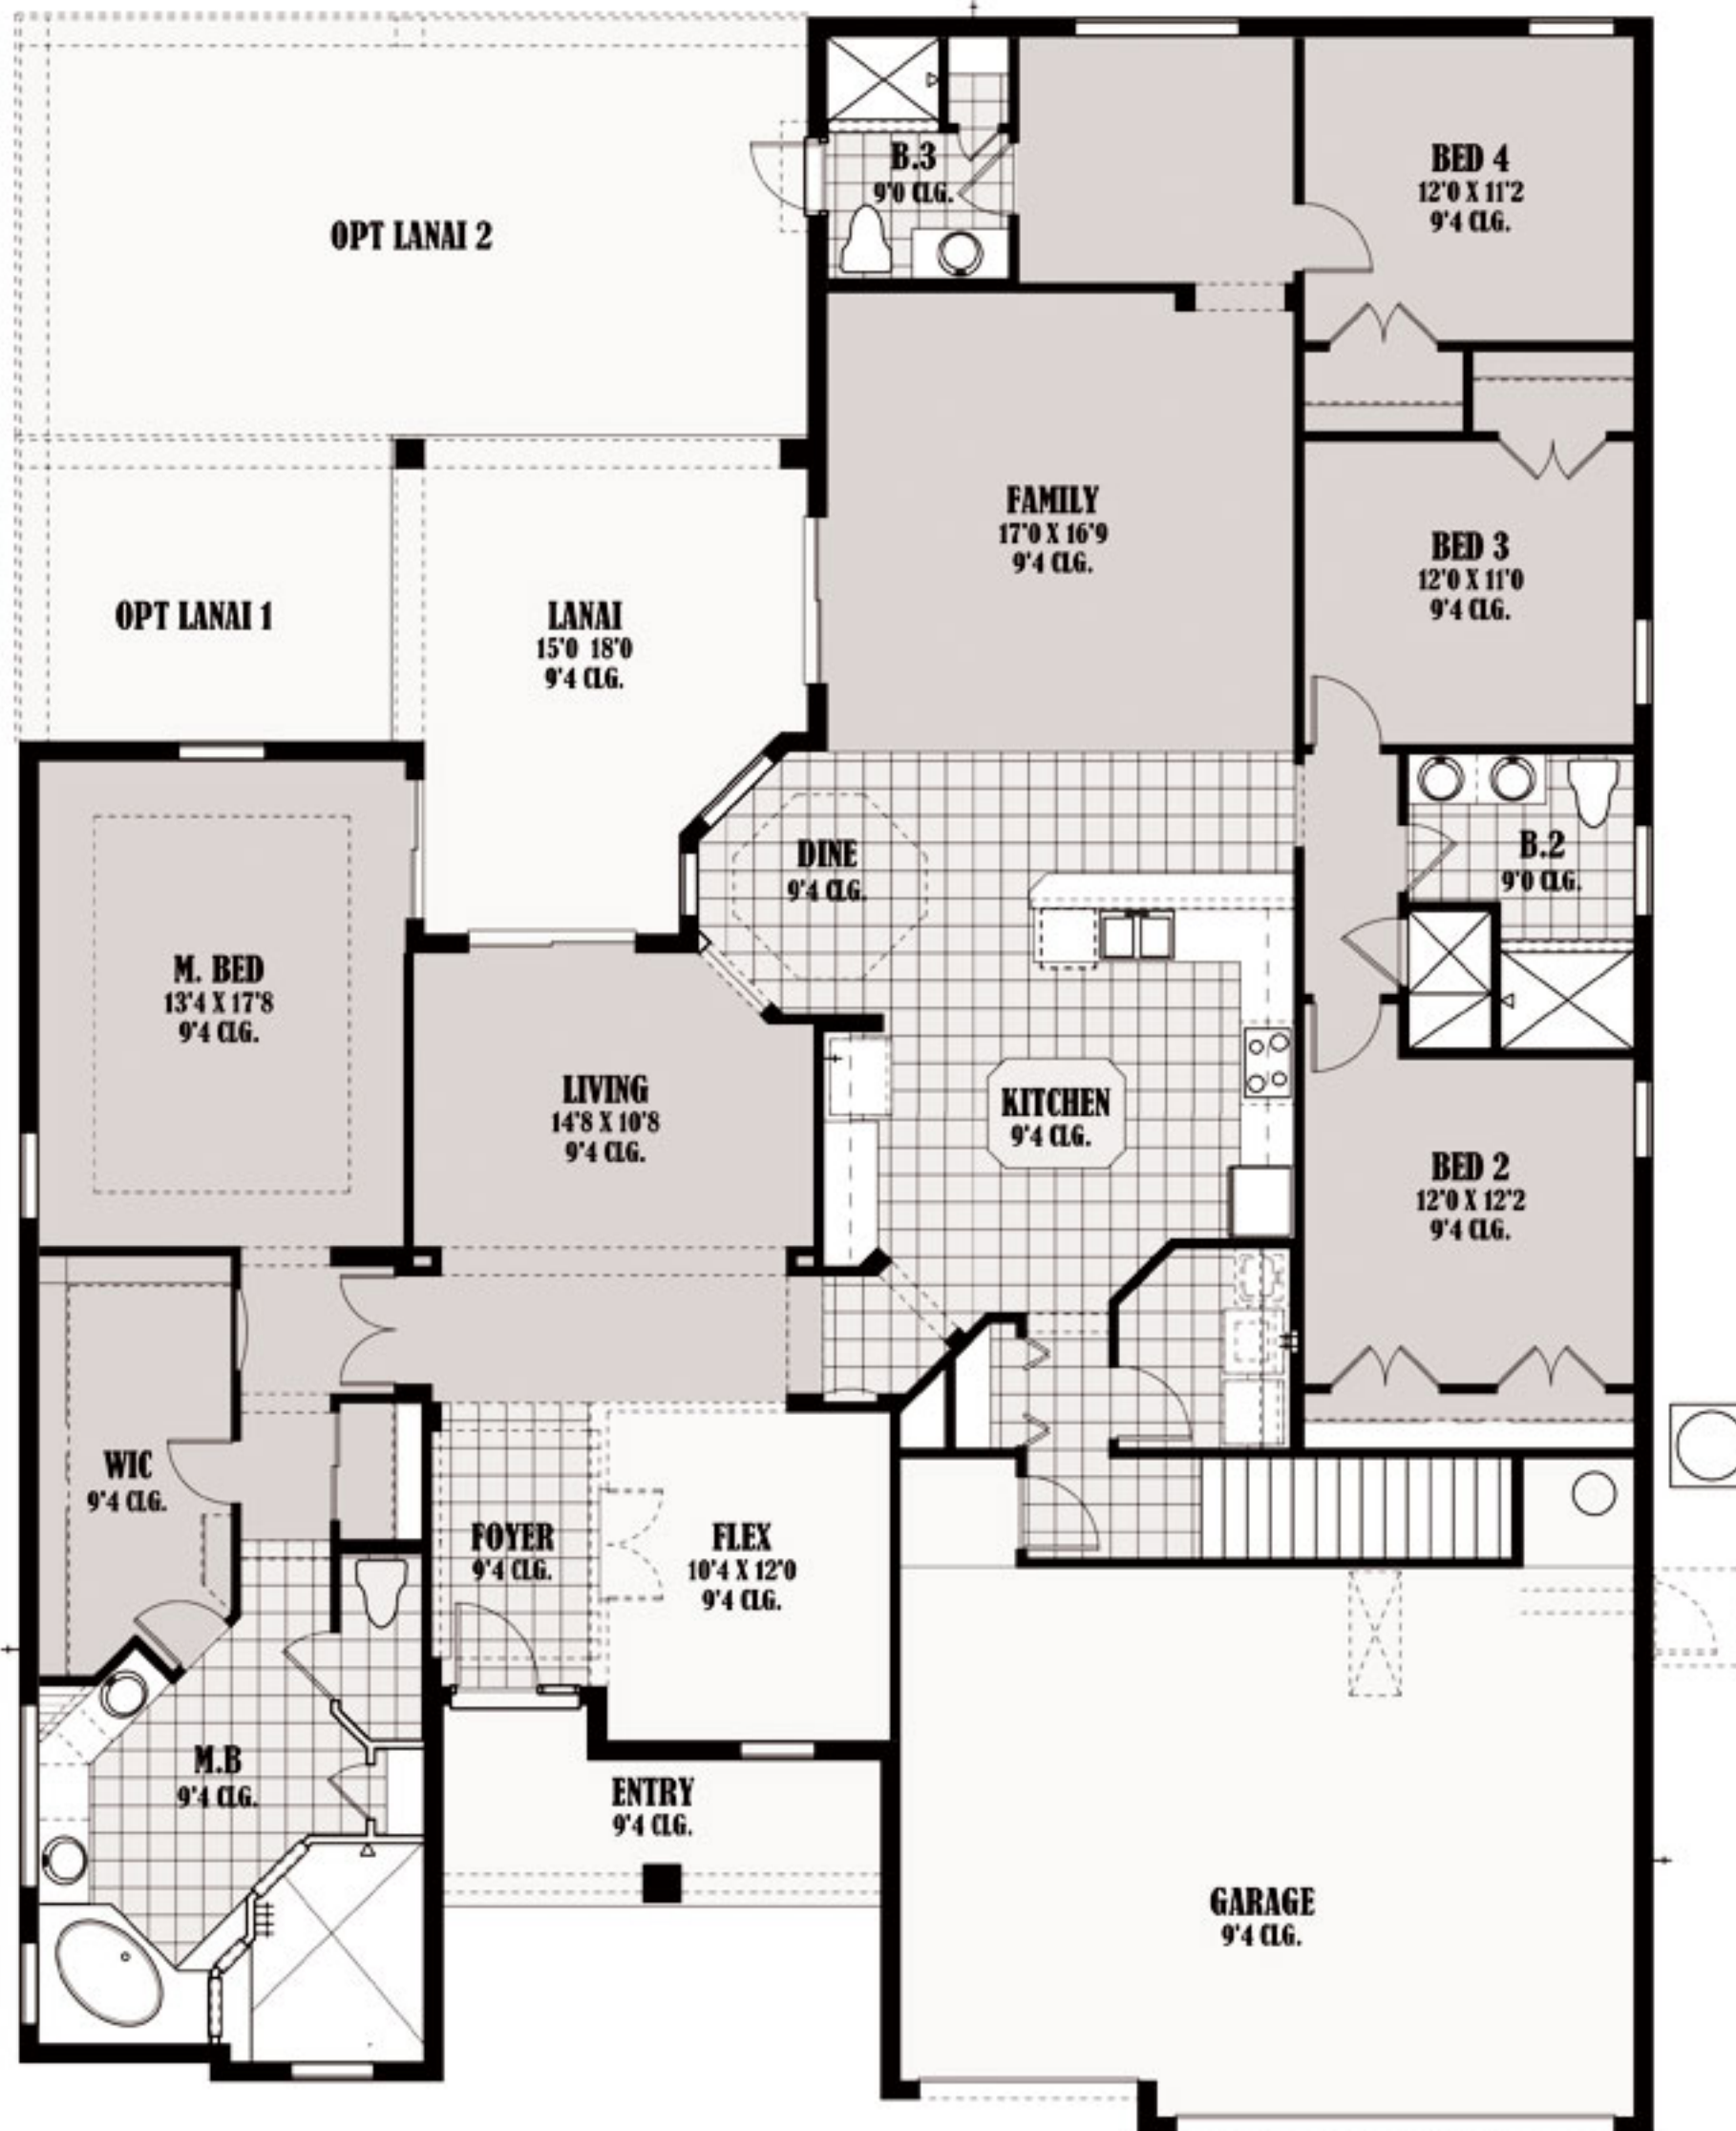 B.3
9'0 CLG.
BED 4
12'0 X 11'2
9'4 CLG.
OPT LANAI 2
FAMILY
17'0 X 16'9
9'4 CLG.
BED 3
12'0 X 11'0
9'4 CLG.
OPT LANAI 1
LANAI
15'0 18'0
9'4 CLG.
DINE
9'4 CLG.
B.2
9'0 CLG.
M. BED
13'4 X 17'8
9'4 CLG.
LIVING
14'8 X 10'8
9'4 CLG.
KITCHEN
9'4 CLG.
BED 2
12'0 X 12'2
9'4 CLG.
WIC
9'4 CLG.
FOYER
9'4 CLG.
FLEX
10'4 X 12'0
9'4 CLG.
M.B
9'4 CLG.
ENTRY
9'4 CLG.
GARAGE
9'4 CLG.